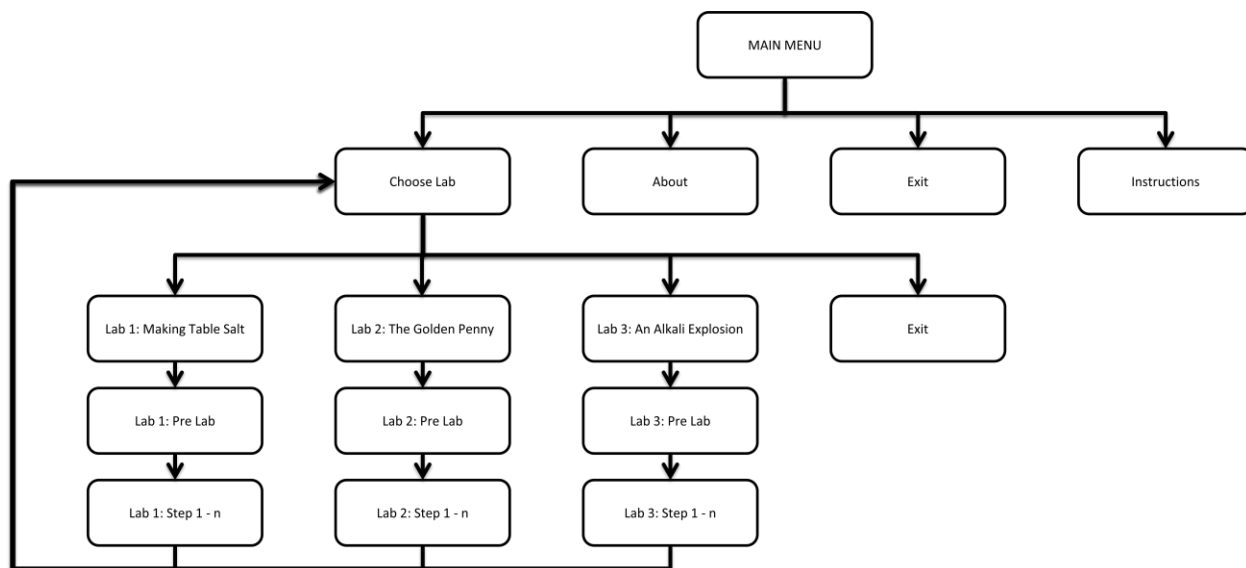 MAIN MENU
Choose Lab
About
Exit
Instructions
Lab 1: Making Table Salt
Lab 2: The Golden Penny
Lab 3: An Alkali Explosion
Exit
Lab 1: Pre Lab
Lab 2: Pre Lab
Lab 3: Pre Lab
Lab 1: Step 1 - n
Lab 2: Step 1 - n
Lab 3: Step 1 - n